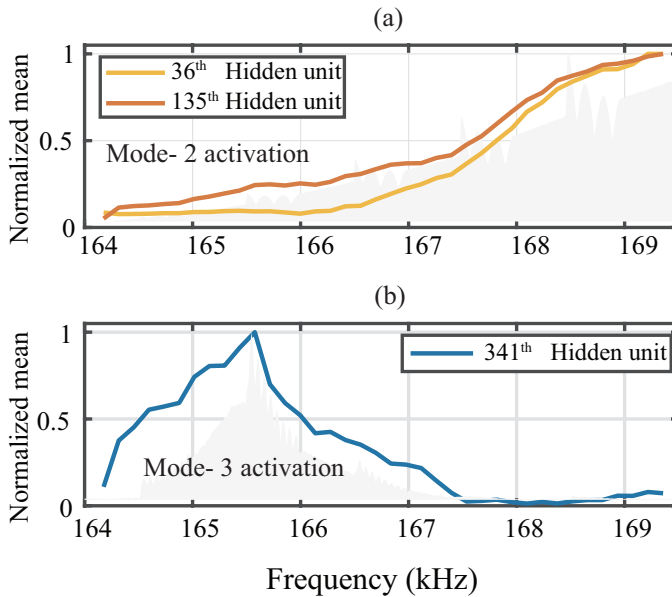 (a)
Normalized mean
1
0.5
0
36th Hidden unit
135th Hidden unit
Mode- 2 activation
164 165 166 167 168 169
(b)
Normalized mean
1
0.5
0
341th Hidden unit
Mode- 3 activation
164 165 166 167 168 169
Frequency (kHz)